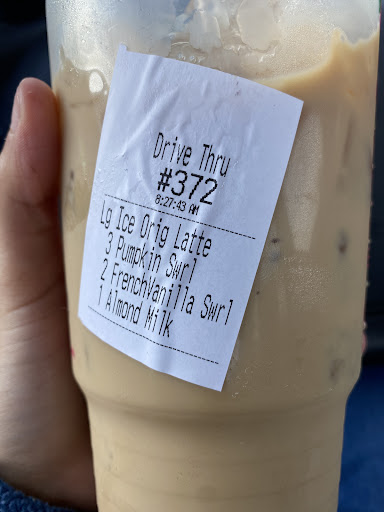 Drive Thru
#372
8:27:43 AM
Lg Ice Orig Latte
3 Pumpkin Swrl
2 FrenchVanilla Swrl
1 Almond Milk